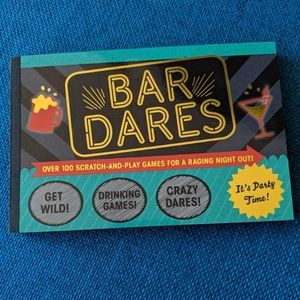 BAR
DARES
OVER 100 SCRATCH-AND-PLAY GAMES FOR A RAGING NIGHT OUT!
GET
WILD!
DRINKING
GAMES!
CRAZY
DARES!
It's Party
Time!